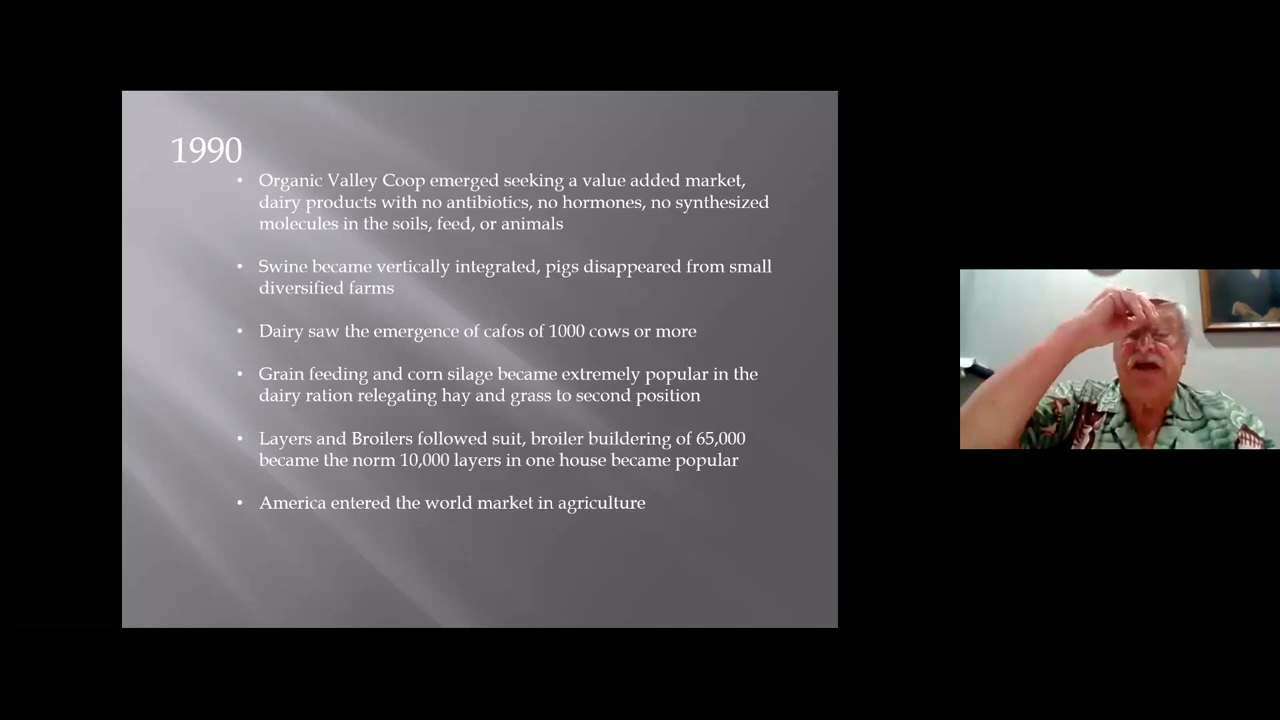 1990
• Organic Valley Coop emerged seeking a value added market,
dairy products with no antibiotics, no hormones, no synthesized
molecules in the soils, feed, or animals
• Swine became vertically integrated, pigs disappeared from small
diversified farms
• Dairy saw the emergence of cafos of 1000 cows or more
• Grain feeding and corn silage became extremely popular in the
dairy ration relegating hay and grass to second position
• Layers and Broilers followed suit, broiler buildering of 65,000
became the norm 10,000 layers in one house became popular
• America entered the world market in agriculture